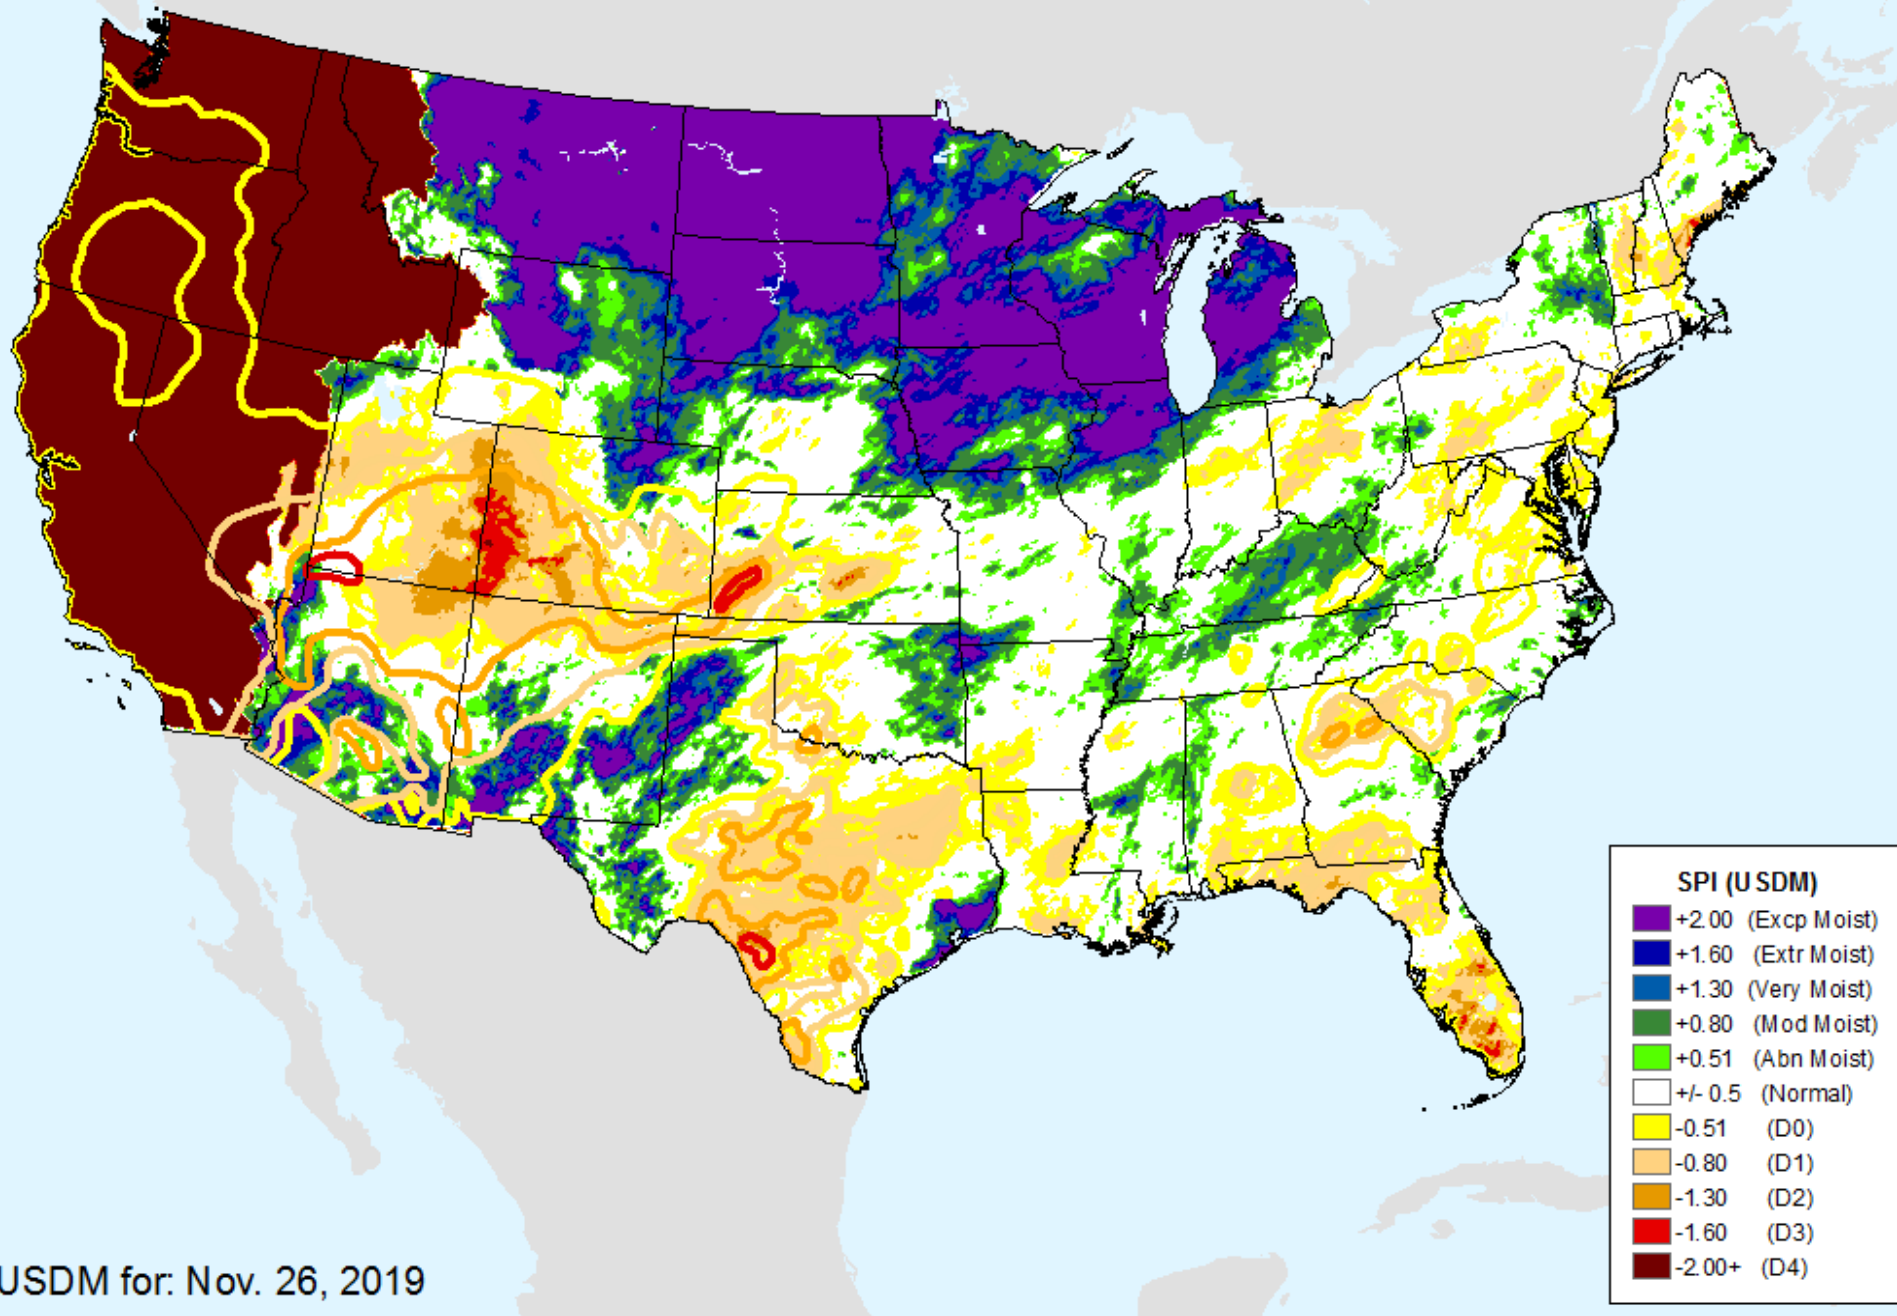 SPI (USDM)
+2.00 (Excp Moist)
+1.60 (Extr Moist)
+1.30 (Very Moist)
+0.80 (Mod Moist)
+0.51 (Abn Moist)
+/- 0.5 (Normal)
-0.51 (D0)
-0.80 (D1)
-1.30 (D2)
-1.60 (D3)
-2.00+ (D4)
USDM for: Nov. 26, 2019